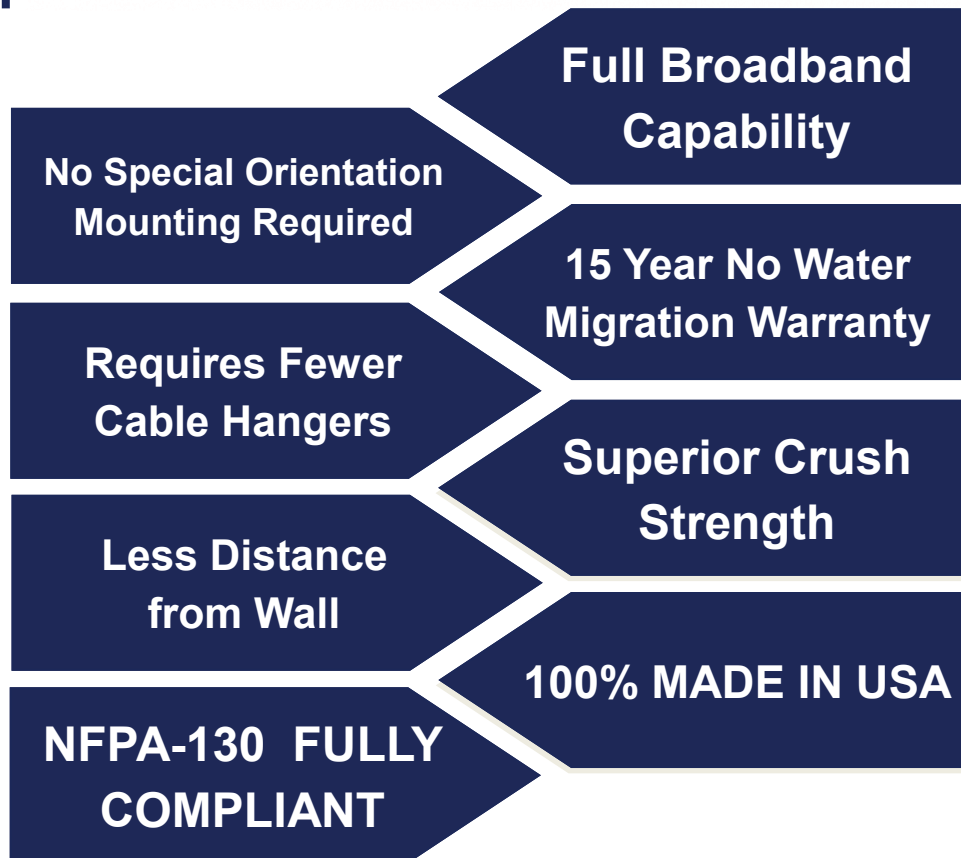 Full Broadband
Capability
No Special Orientation
Mounting Required
15 Year No Water
Migration Warranty
Requires Fewer
Cable Hangers
Superior Crush
Strength
Less Distance
from Wall
100% MADE IN USA
NFPA-130  FULLY
COMPLIANT